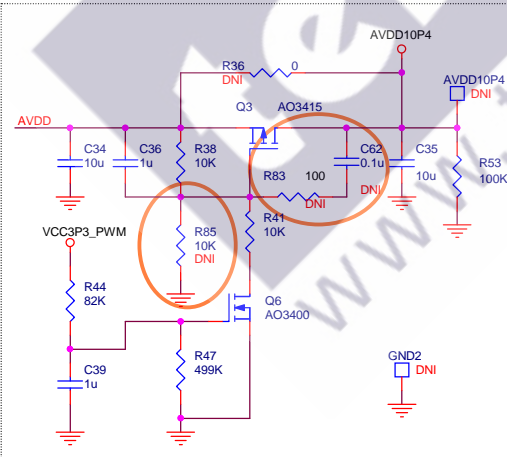 AVDD10P4
R36 0
DNI
AVDD10P4
DNI
Q3 AO3415
AVDD
C34
10u
C36
1u
R38
10K
C62
0.1u
C35
10u
R83 100
DNI
DNI
R53
100K
R85
10K
DNI
R41
10K
VCC3P3_PWM
R44
82K
Q6
AO3400
C39
1u
R47
499K
GND2
DNI
www.